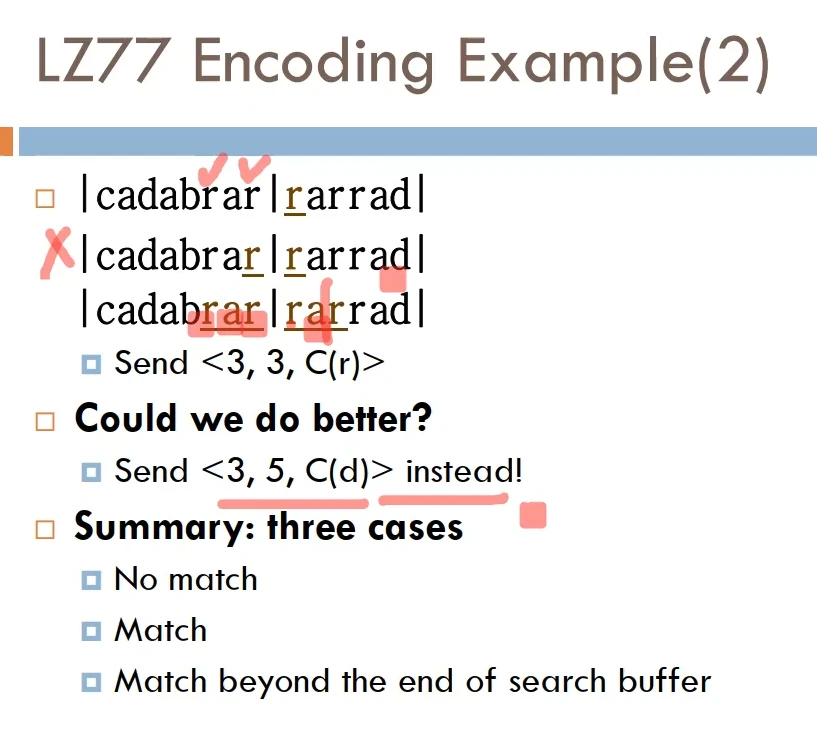 LZ77 Encoding Example(2)
|cadabrar|rarrad|
|cadabrar|rarrad|
|cadabrar|rarrad|
Send <3, 3, C(r)>
Could we do better?
Send <3, 5, C(d)> instead!
Summary: three cases
No match
Match
Match beyond the end of search buffer